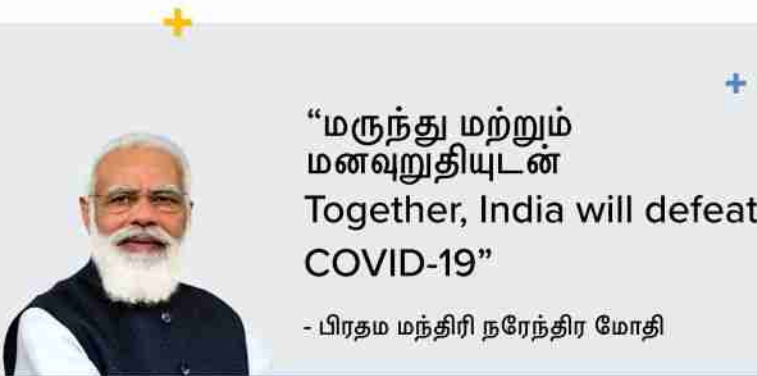 “மருந்து மற்றும்
மனவுறுதியுடன்
Together, India will defeat
COVID-19”
- பிரதம மந்திரி நரேந்திர மோதி